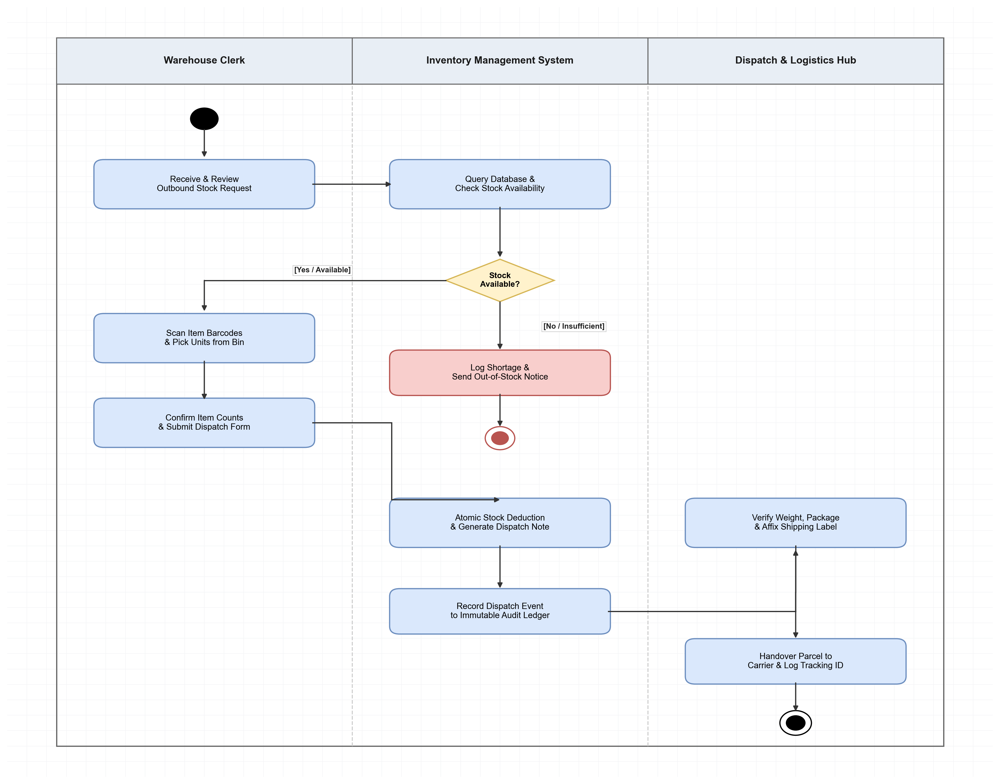 Warehouse Clerk
Inventory Management System
Dispatch & Logistics Hub
Receive & Review
Outbound Stock Request
Query Database &
Check Stock Availability
Stock
Available?
[Yes / Available]
[No / Insufficient]
Scan Item Barcodes
& Pick Units from Bin
Log Shortage &
Send Out-of-Stock Notice
Confirm Item Counts
& Submit Dispatch Form
Atomic Stock Deduction
& Generate Dispatch Note
Verify Weight, Package
& Affix Shipping Label
Record Dispatch Event
to Immutable Audit Ledger
Handover Parcel to
Carrier & Log Tracking ID